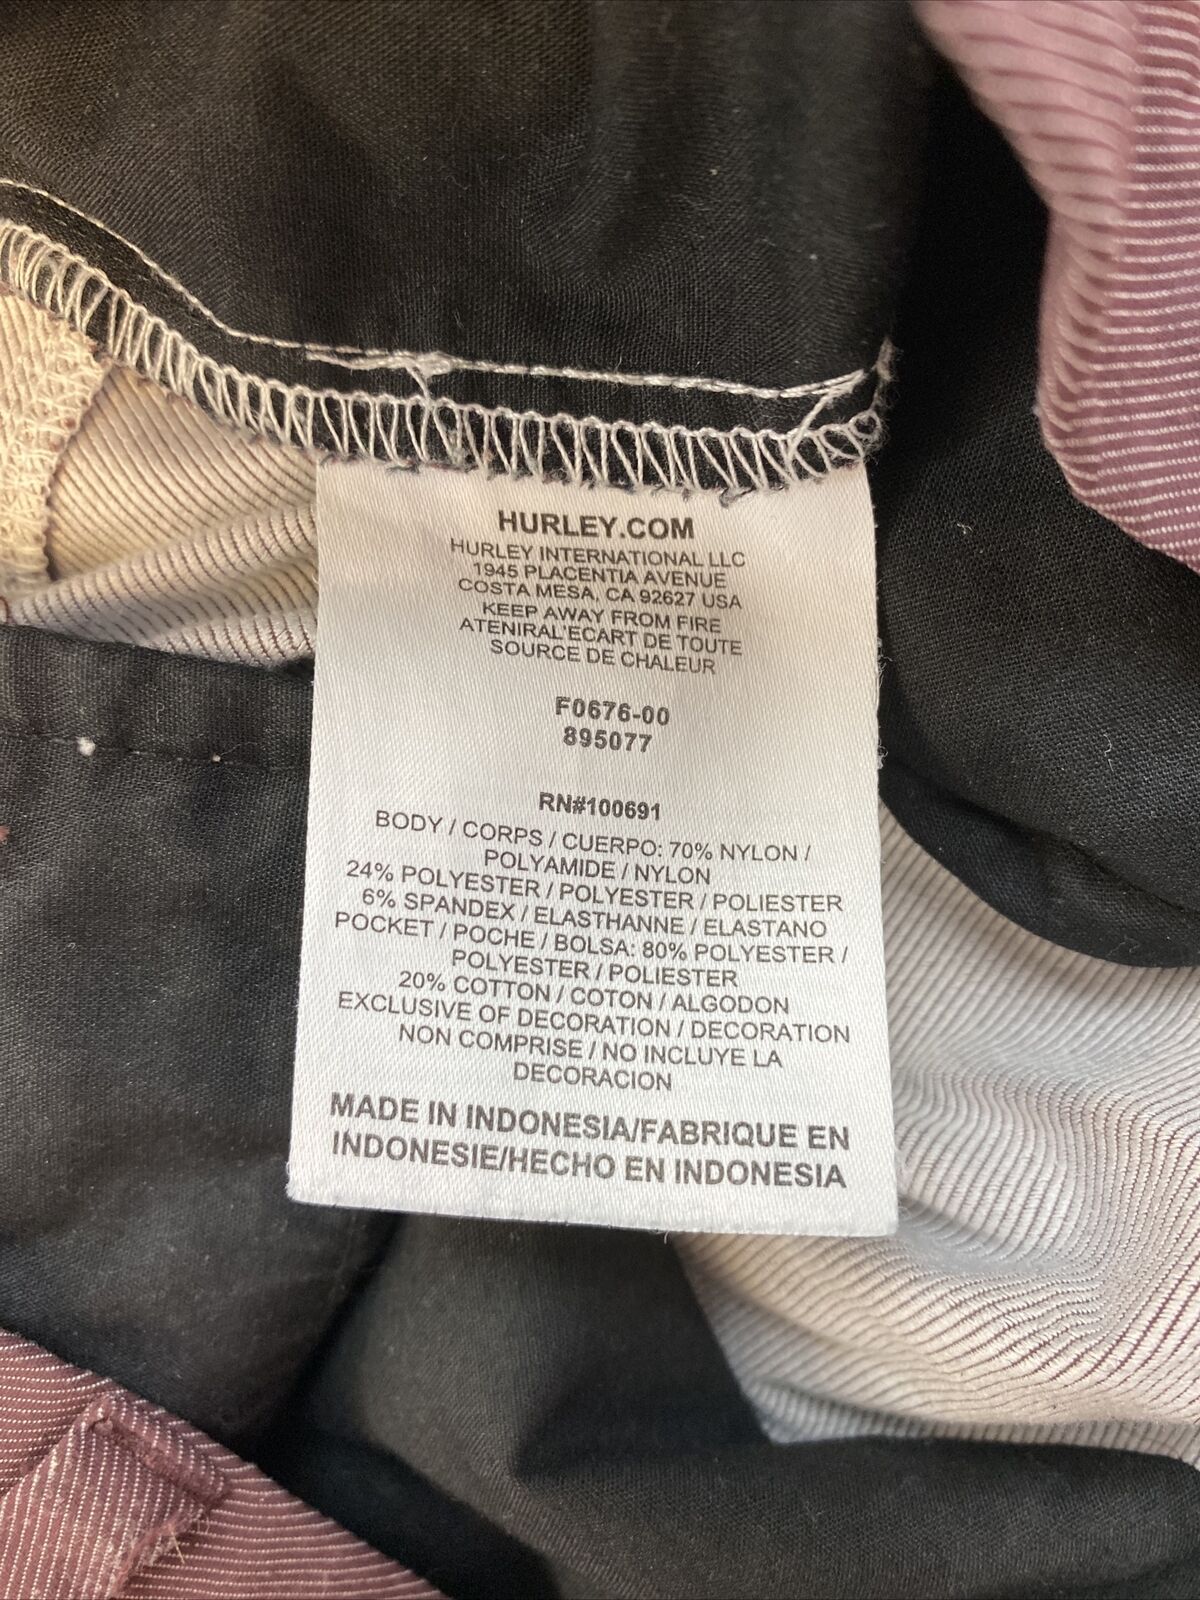 HURLEY.COM
HURLEY INTERNATIONAL LLC
1945 PLACENTIA AVENUE
COSTA MESA, CA 92627 USA
KEEP AWAY FROM FIRE
ATENIRAL'ECART DE TOUTE
SOURCE DE CHALEUR
F0676-00
895077
RN#100691
BODY / CORPS / CUERPO: 70% NYLON /
POLYAMIDE / NYLON
24% POLYESTER / POLYESTER / POLIESTER
6% SPANDEX / ELASTHANNE / ELASTANO
POCKET / POCHE / BOLSA: 80% POLYESTER /
POLYESTER / POLIESTER
20% COTTON / COTON / ALGODON
EXCLUSIVE OF DECORATION / DECORATION
NON COMPRISE / NO INCLUYE LA
DECORACION
MADE IN INDONESIA/FABRIQUE EN
INDONESIE/HECHO EN INDONESIA